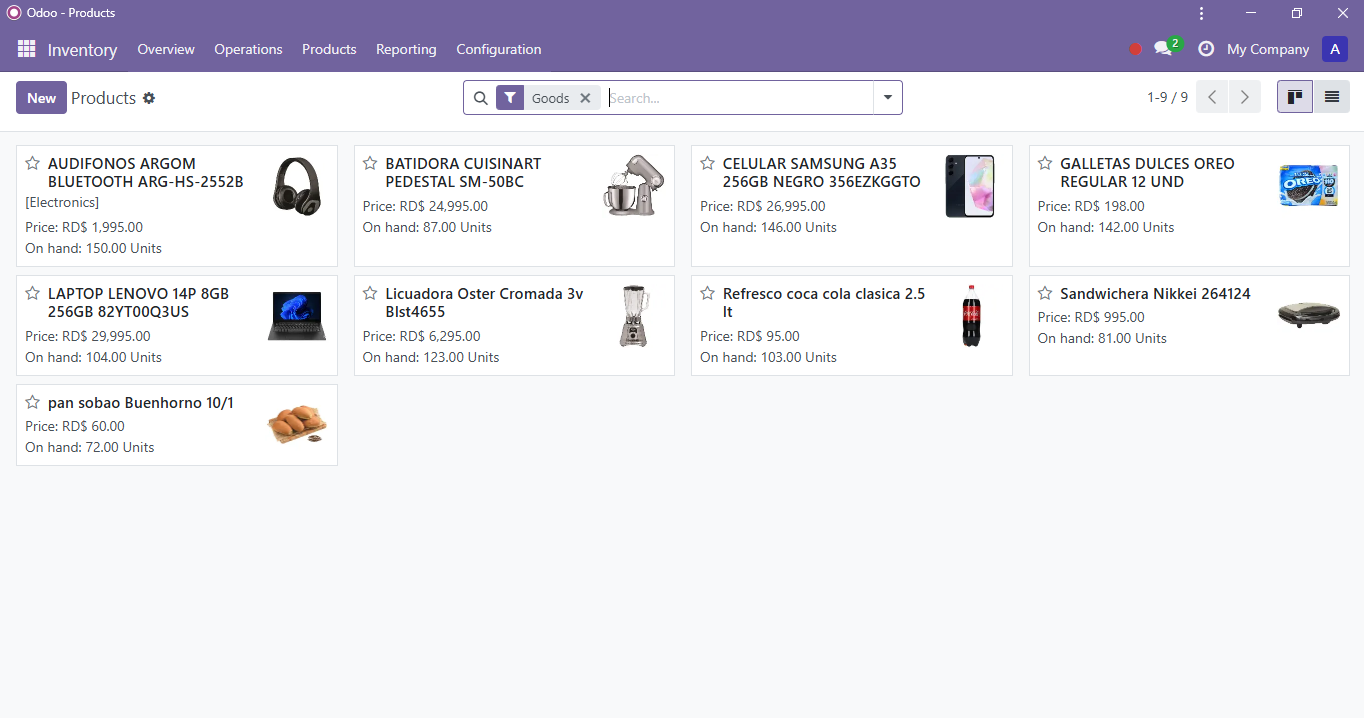 Odoo - Products
Inventory Overview Operations Products Reporting Configuration 2 My Company A
New Products Goods Search... 1-9 / 9
AUDIFONOS ARGOM
BLUETOOTH ARG-HS-2552B
[Electronics]
Price: RD$ 1,995.00
On hand: 150.00 Units
BATIDORA CUISINART
PEDESTAL SM-50BC
Price: RD$ 24,995.00
On hand: 87.00 Units
CELULAR SAMSUNG A35
256GB NEGRO 356EZKGGTO
Price: RD$ 26,995.00
On hand: 146.00 Units
GALLETAS DULCES OREO
REGULAR 12 UND
Price: RD$ 198.00
On hand: 142.00 Units
OREO
LAPTOP LENOVO 14P 8GB
256GB 82YT00Q3US
Price: RD$ 29,995.00
On hand: 104.00 Units
Licuadora Oster Cromada 3v
Blst4655
Price: RD$ 6,295.00
On hand: 123.00 Units
Refresco coca cola clasica 2.5
lt
Price: RD$ 95.00
On hand: 103.00 Units
Sandwichera Nikkei 264124
Price: RD$ 995.00
On hand: 81.00 Units
pan sobao Buenhorno 10/1
Price: RD$ 60.00
On hand: 72.00 Units